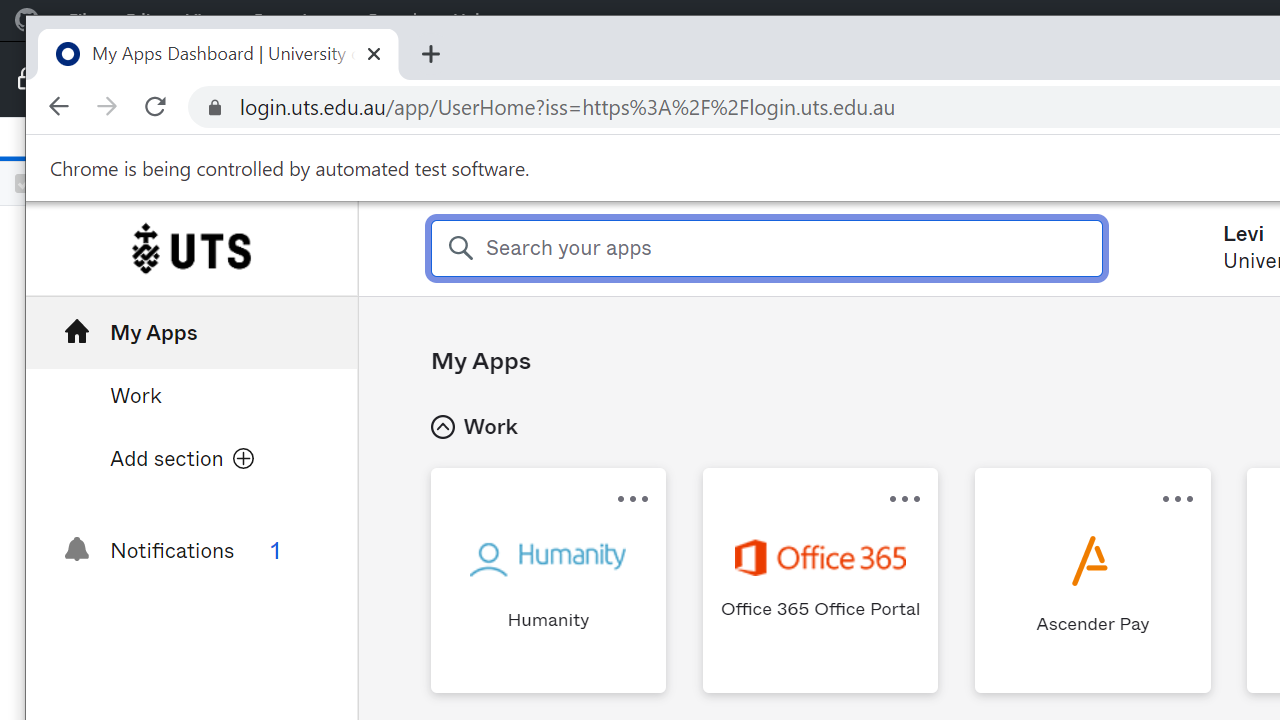 My Apps Dashboard | University
login.uts.edu.au/app/UserHome?iss=https%3A%2F%2Flogin.uts.edu.au
Chrome is being controlled by automated test software.
UTS
Search your apps
Levi
My Apps
Work
Add section
Notifications 1
My Apps
Work
Humanity
Humanity
Office 365
Office 365 Office Portal
Ascender Pay